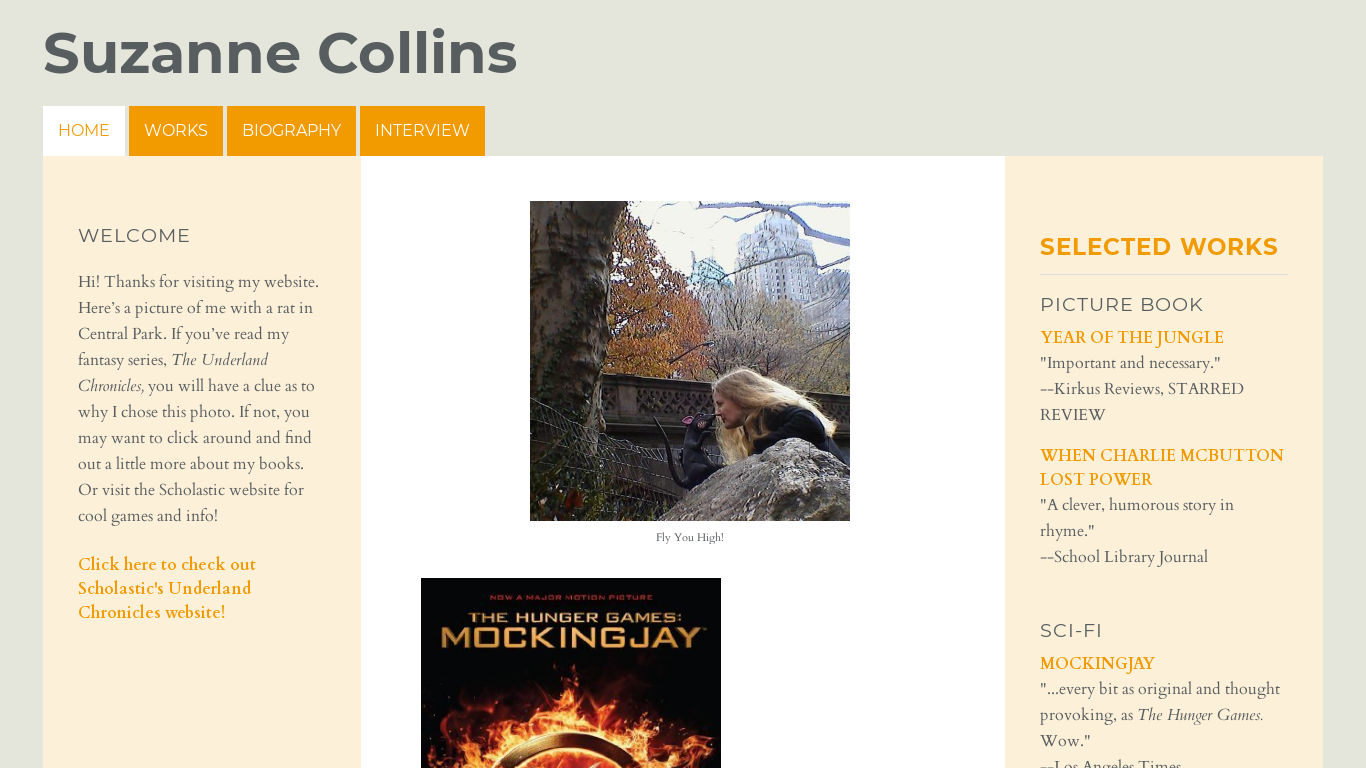 Suzanne Collins
HOME
WORKS
BIOGRAPHY
INTERVIEW
WELCOME
Hi! Thanks for visiting my website.
Here’s a picture of me with a rat in
Central Park. If you’ve read my
fantasy series, The Underland
Chronicles, you will have a clue as to
why I chose this photo. If not, you
may want to click around and find
out a little more about my books.
Or visit the Scholastic website for
cool games and info!
Click here to check out
Scholastic's Underland
Chronicles website!
Fly You High!
NOW A MAJOR MOTION PICTURE
THE HUNGER GAMES:
MOCKINGJAY
SELECTED WORKS
PICTURE BOOK
YEAR OF THE JUNGLE
"Important and necessary."
--Kirkus Reviews, STARRED
REVIEW
WHEN CHARLIE MCBUTTON
LOST POWER
"A clever, humorous story in
rhyme."
--School Library Journal
SCI-FI
MOCKINGJAY
"...every bit as original and thought
provoking, as The Hunger Games.
Wow."
--Los Angeles Times